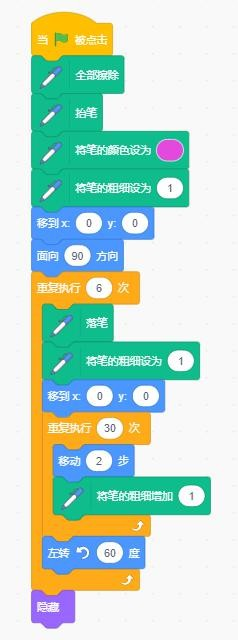 当 被点击
全部擦除
抬笔
将笔的颜色设为
将笔的粗细设为 1
移到 x: 0 y: 0
面向 90 方向
重复执行 6 次
落笔
将笔的粗细设为 1
移到 x: 0 y: 0
重复执行 30 次
移动 2 步
将笔的粗细增加 1
左转 60 度
隐藏